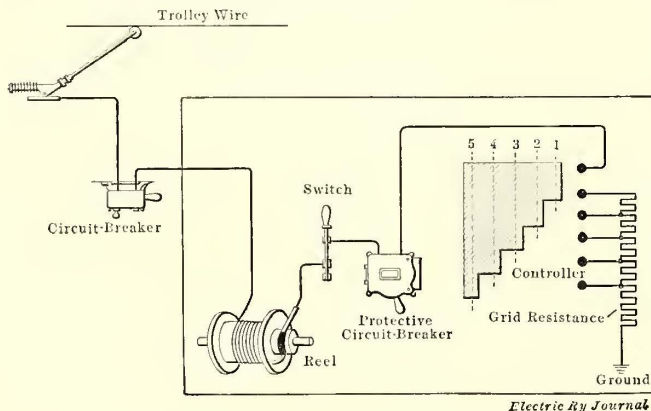 Trolley Wire
Circuit-Breaker
Switch
5 4 3 2 1
Controller
Protective
Circuit-Breaker
Reel
Grid Resistance
Ground
Electric Ry Journal